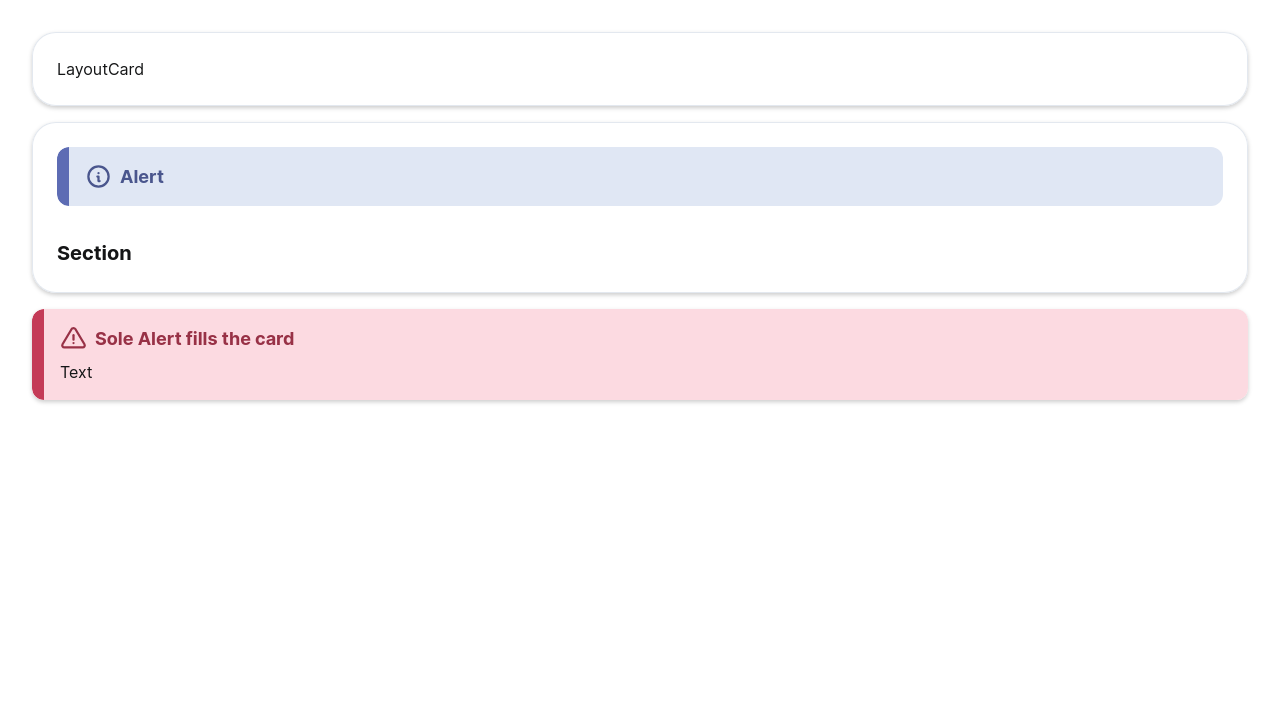 LayoutCard
Alert
Section
Sole Alert fills the card
Text